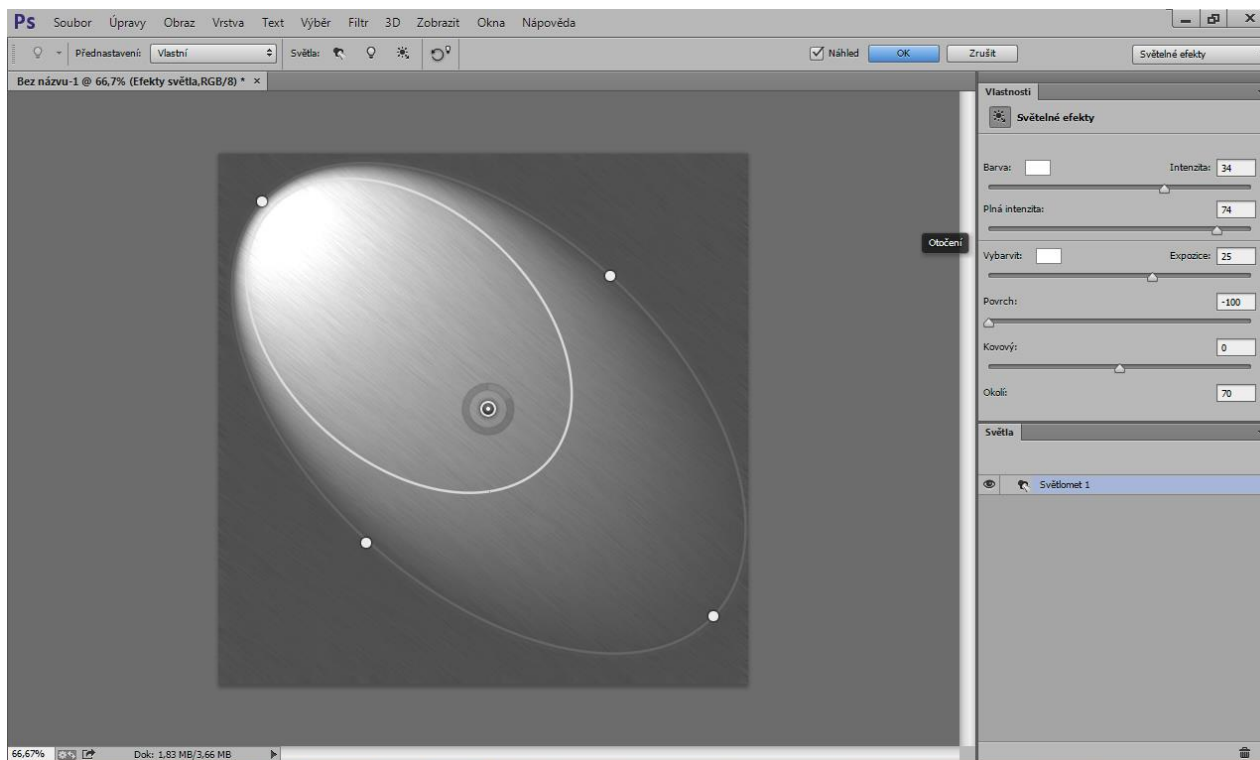 Ps Soubor Úpravy Obraz Vrstva Text Výběr Filtr 3D Zobrazit Okna Nápověda
Přednastavení: Vlastní Světla: Náhled OK Zrušit Světelné efekty
Bez názvu-1 @ 66,7% (Efekty světla,RGB/8) * ×
Vlastnosti
Světelné efekty
Barva: Intenzita: 34
Plná intenzita: 74
Otočení
Vybarvit: Expozice: 25
Povrch: -100
Kovový: 0
Okolí: 70
Světla
Světlomet 1
66,67% Dok: 1,83 MB/3,66 MB